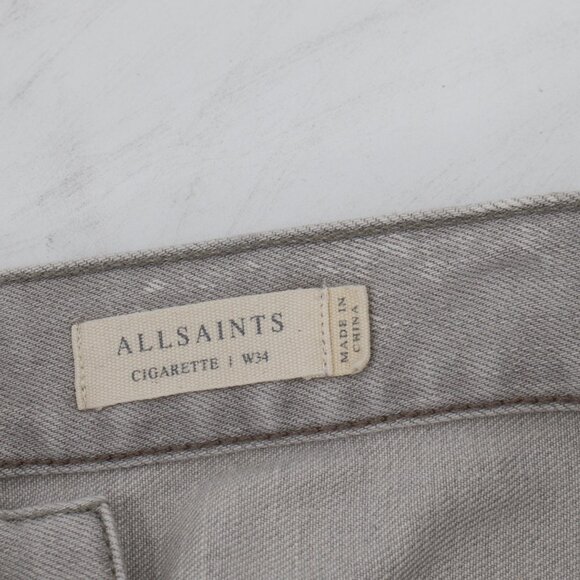 ALLSAINTS
CIGARETTE | W34
MADE IN
CHINA